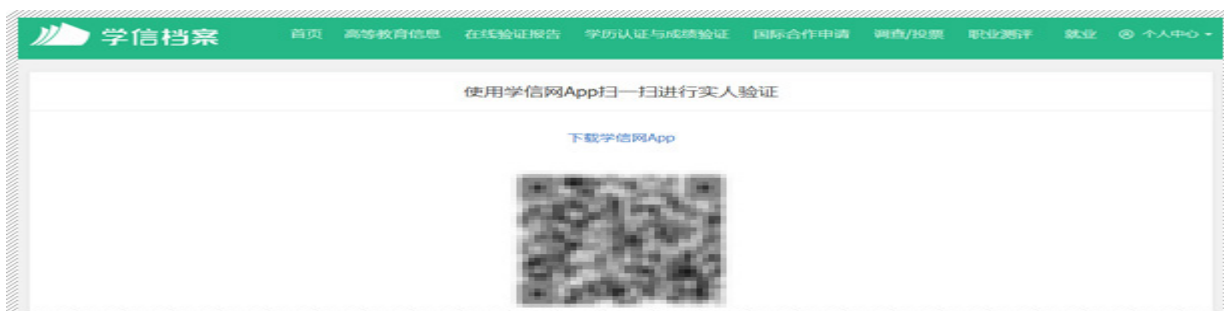 学信档案 首页 高等教育信息 在线验证报告 学历认证与成绩验证 国际合作申请 调查/投票 职业测评 就业 个人中心
使用学信网App扫一扫进行实人验证
下载学信网App